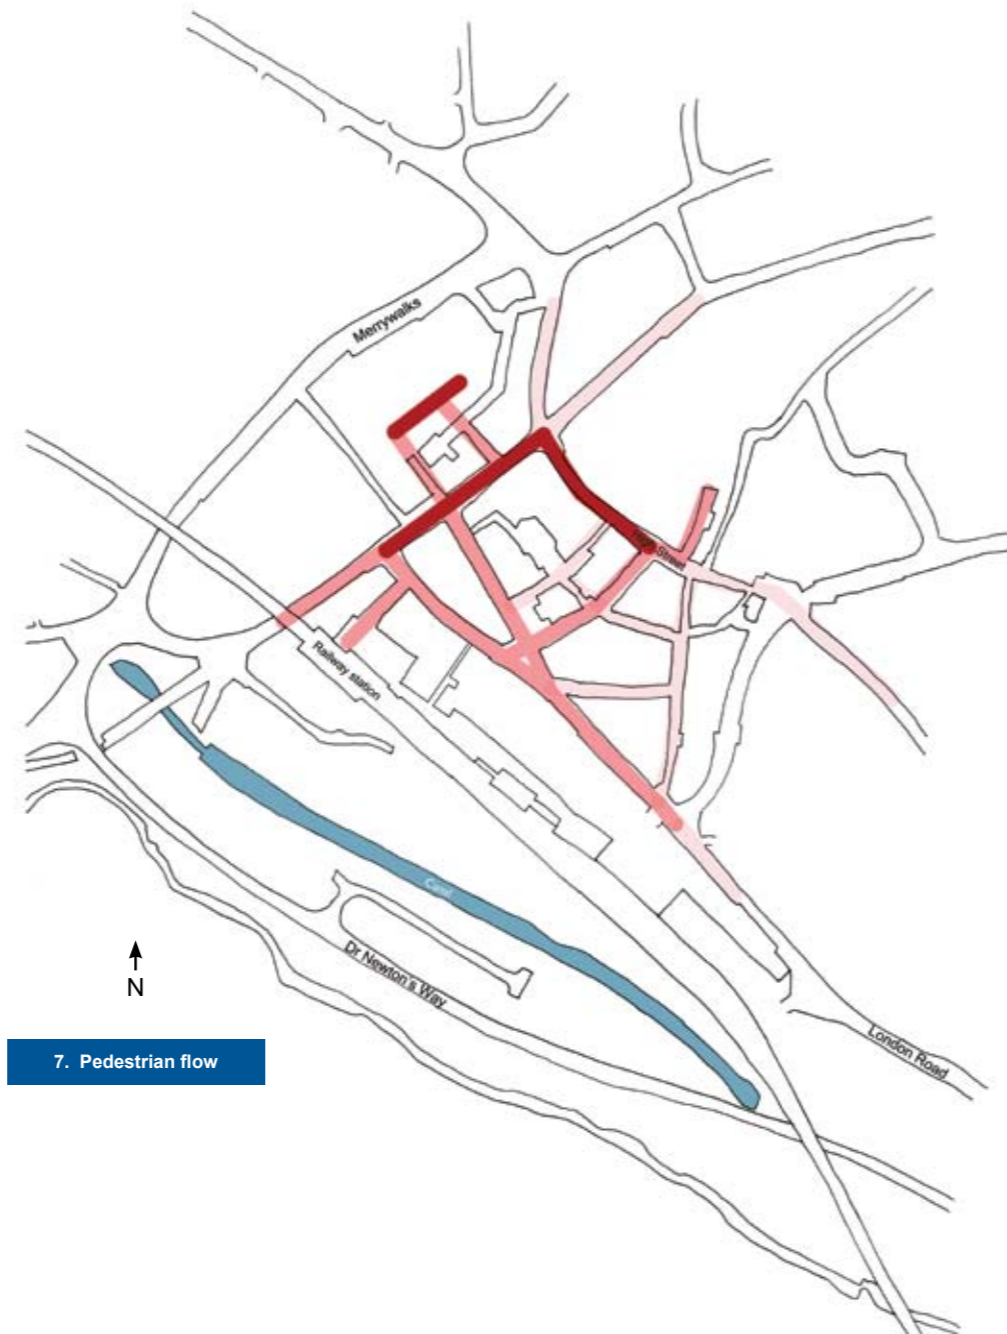 Merrywalks
High Street
Railway station
Canal
Dr Newton's Way
N
7. Pedestrian flow
London Road